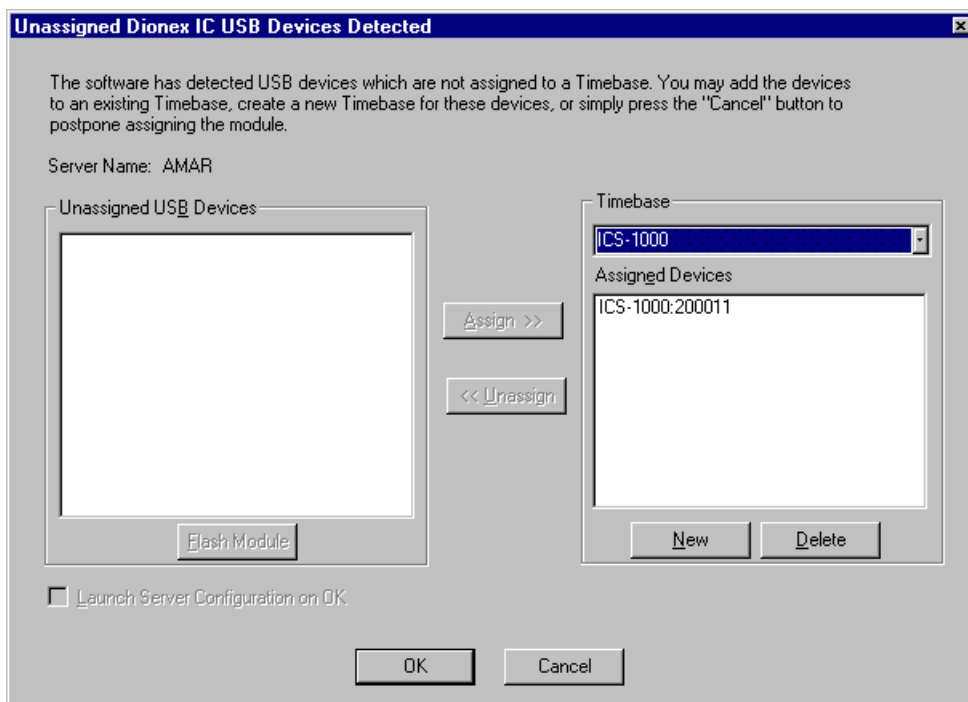 Unassigned Dionex IC USB Devices Detected
The software has detected USB devices which are not assigned to a Timebase. You may add the devices
to an existing Timebase, create a new Timebase for these devices, or simply press the "Cancel" button to
postpone assigning the module.
Server Name: AMAR
Unassigned USB Devices
Timebase
ICS-1000
Assigned Devices
ICS-1000:200011
Assign >>
<< Unassign
Flash Module
New
Delete
Launch Server Configuration on OK
OK
Cancel